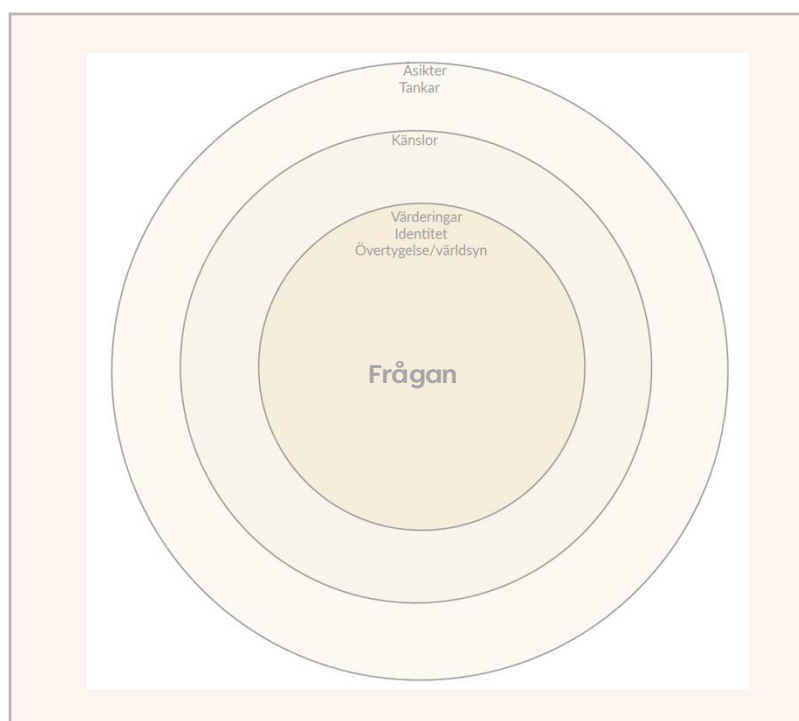 Åsikter
Tankar
Känslor
Värderingar
Identitet
Övertygelse/världsyn
Frågan